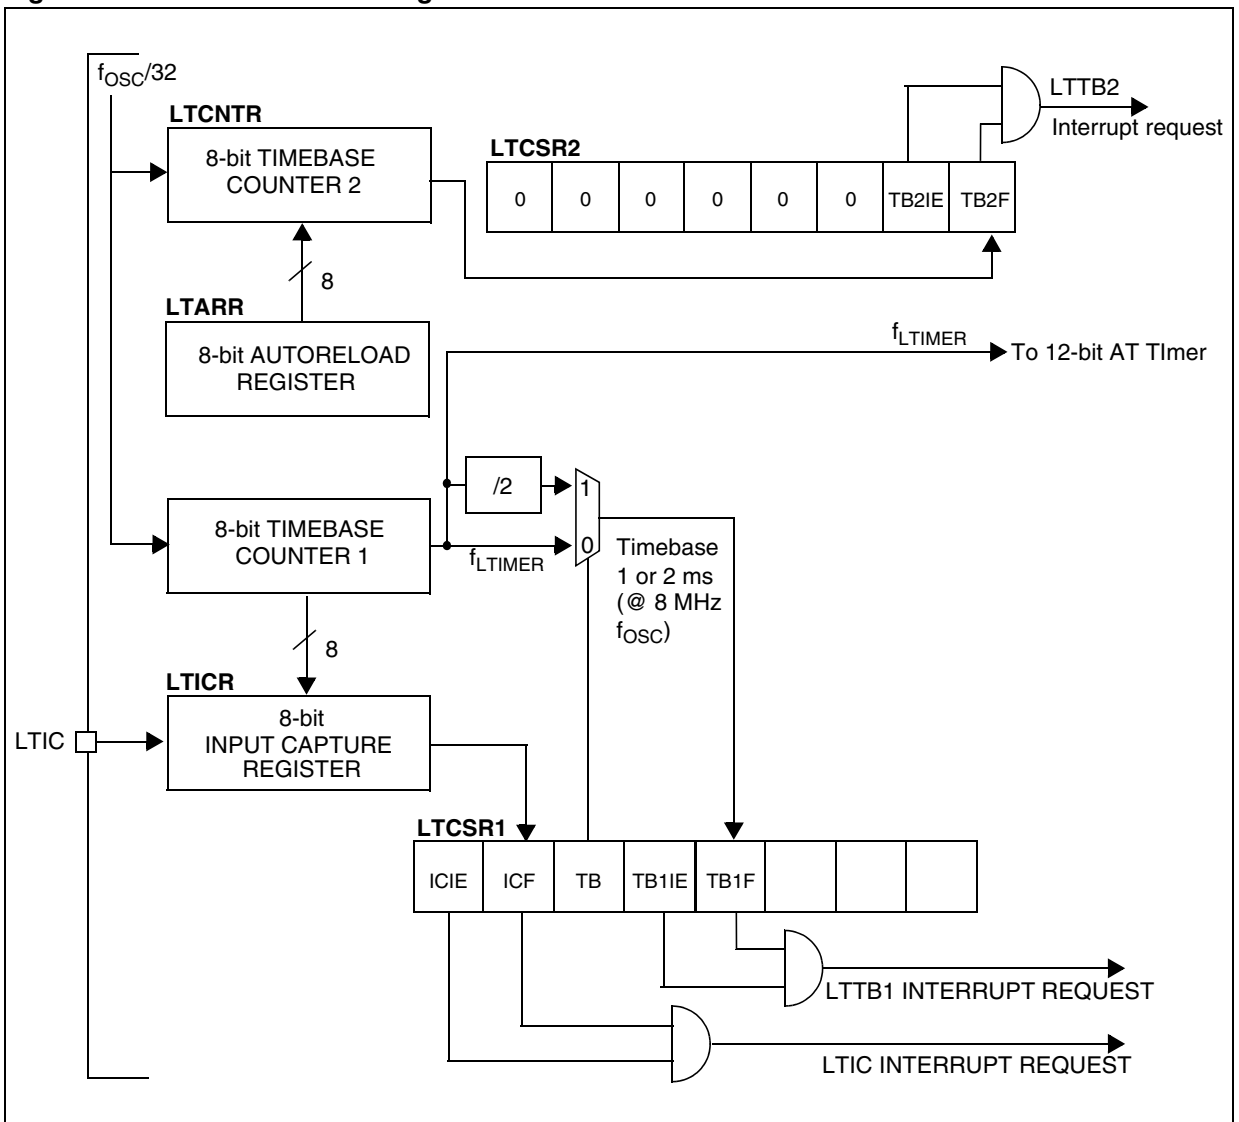 fOSC/32
LTCNTR
8-bit TIMEBASE
COUNTER 2
LTTB2
Interrupt request
LTCSR2
0 0 0 0 0 0 TB2IE TB2F
8
LTARR
8-bit AUTORELOAD
REGISTER
fLTIMER
To 12-bit AT TImer
/2
1
8-bit TIMEBASE
COUNTER 1
fLTIMER
0
Timebase
1 or 2 ms
(@ 8 MHz
fOSC)
8
LTICR
8-bit
INPUT CAPTURE
REGISTER
LTIC
LTCSR1
ICIE ICF TB TB1IE TB1F
LTTB1 INTERRUPT REQUEST
LTIC INTERRUPT REQUEST